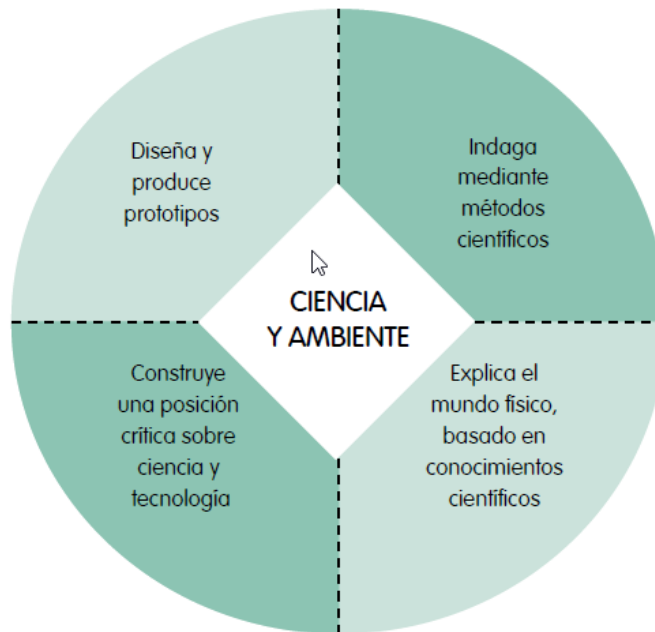 Diseña y
produce
prototipos
Indaga
mediante
métodos
científicos
CIENCIA
Y AMBIENTE
Construye
una posición
crítica sobre
ciencia y
tecnología
Explica el
mundo físico,
basado en
conocimientos
científicos